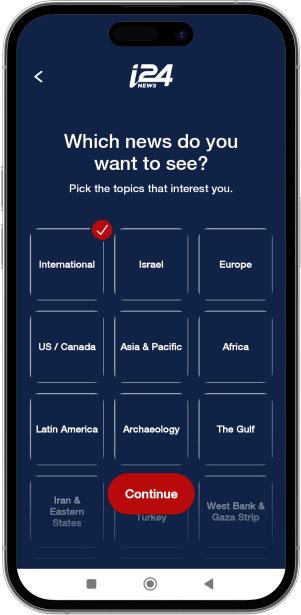 i24
NEWS
Which news do you
want to see?
Pick the topics that interest you.
International
Israel
Europe
US / Canada
Asia & Pacific
Africa
Latin America
Archaeology
The Gulf
Iran &
Eastern
States
Continue
Turkey
West Bank &
Gaza Strip